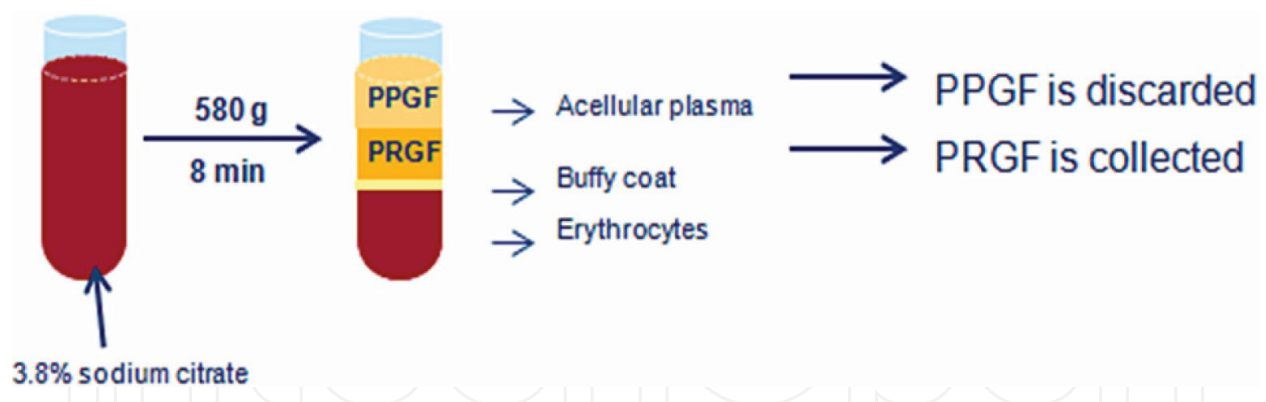 580 g
8 min
3.8% sodium citrate
PPGF
PRGF
Acellular plasma
Buffy coat
Erythrocytes
PPGF is discarded
PRGF is collected